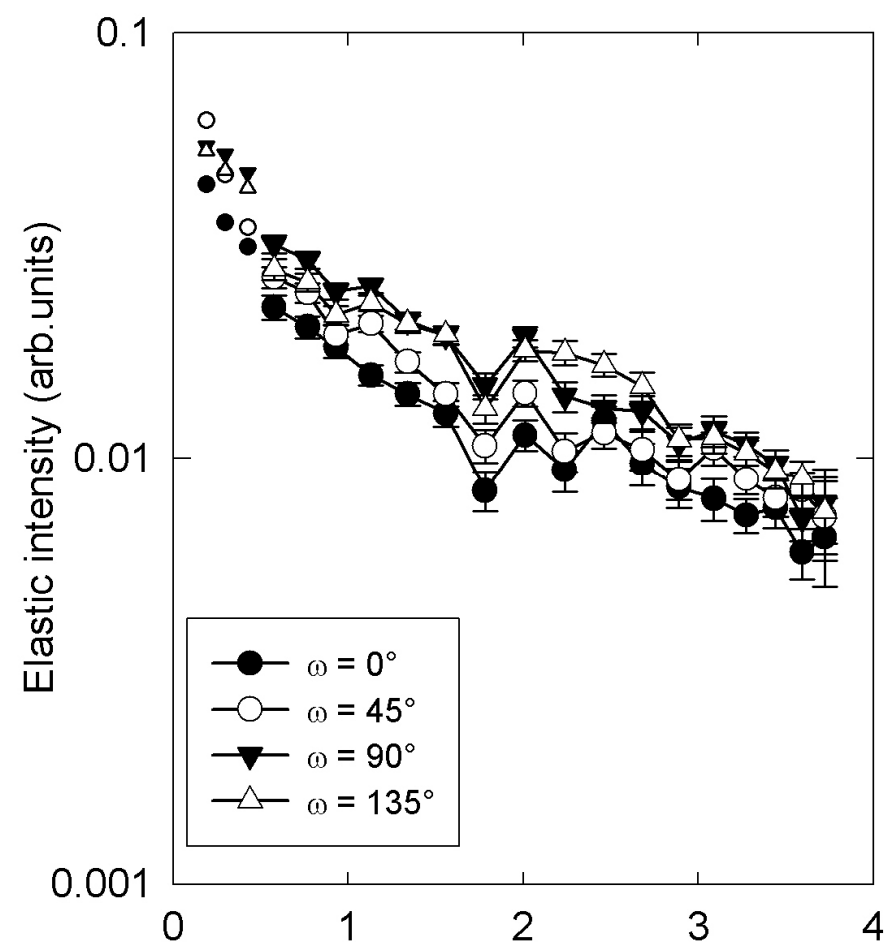 0.1
Elastic intensity (arb.units)
0.01
ω = 0°
ω = 45°
ω = 90°
ω = 135°
0.001
0 1 2 3 4